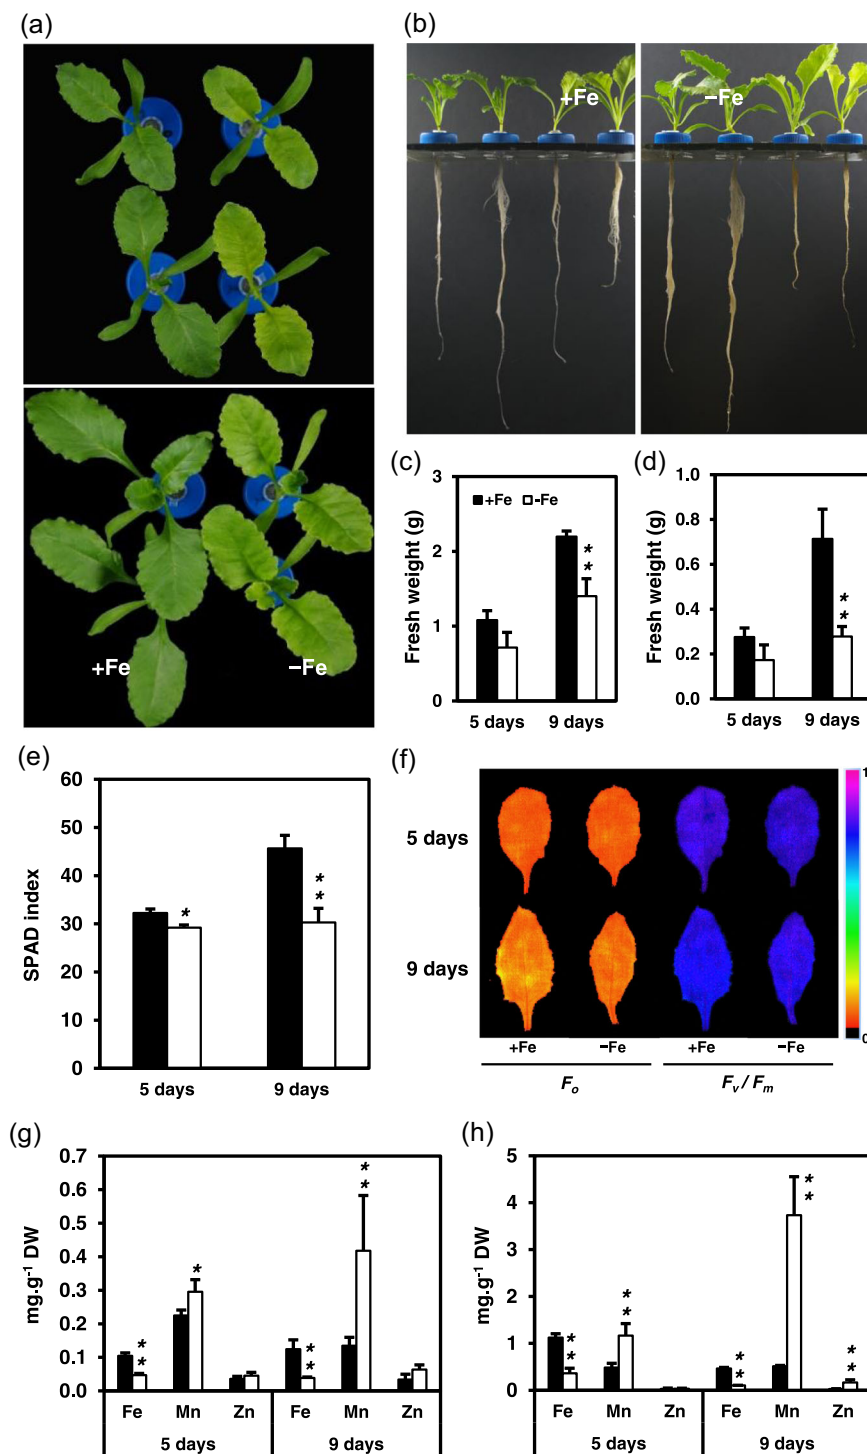 (a)
(b)
+Fe
−Fe
+Fe
−Fe
(c)
Fresh weight (g)
3
2
1
0
+Fe
-Fe
**
5 days
9 days
(d)
Fresh weight (g)
1.0
0.8
0.6
0.4
0.2
0.0
**
5 days
9 days
(e)
SPAD index
60
50
40
30
20
10
0
*
**
5 days
9 days
(f)
5 days
9 days
1
0
+Fe
−Fe
+Fe
−Fe
Fo
Fv / Fm
(g)
mg.g-1 DW
0.7
0.6
0.5
0.4
0.3
0.2
0.1
0.0
**
*
**
**
Fe
Mn
Zn
Fe
Mn
Zn
5 days
9 days
(h)
mg.g-1 DW
5
4
3
2
1
0
**
**
**
**
**
Fe
Mn
Zn
Fe
Mn
Zn
5 days
9 days